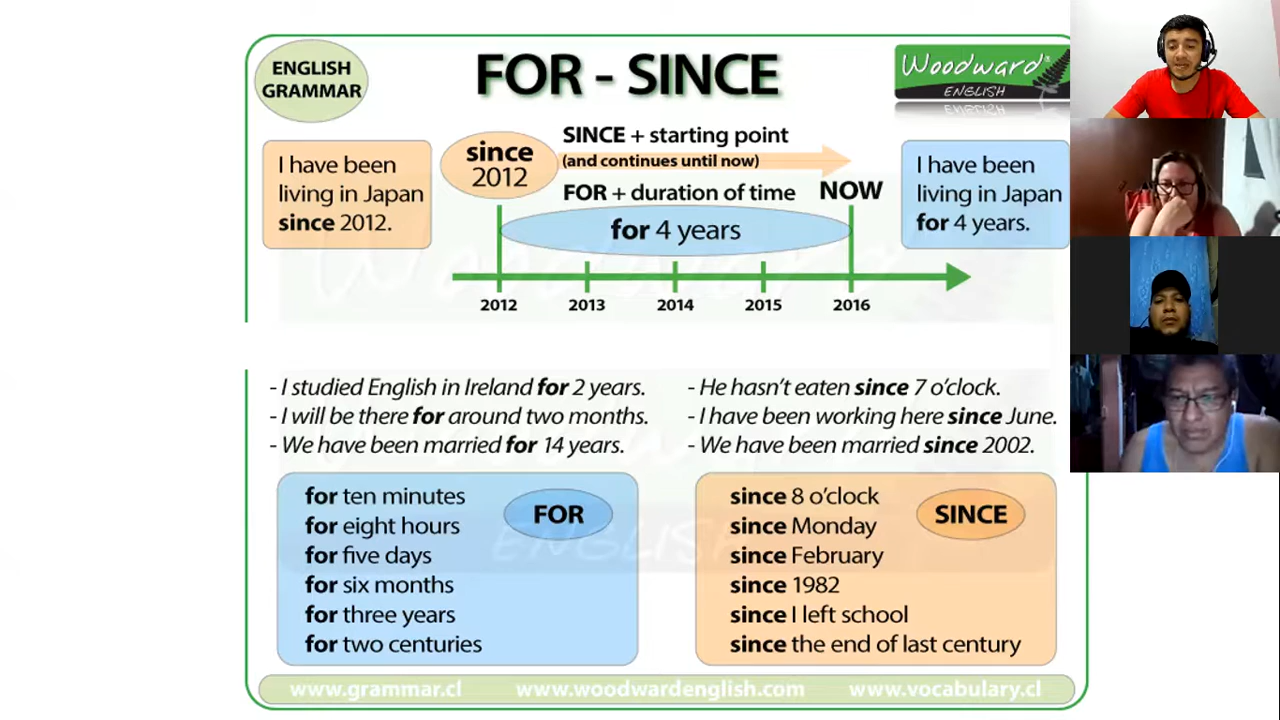 ENGLISH
GRAMMAR
FOR - SINCE
Woodward®
ENGLISH
I have been
living in Japan
since 2012.
since
2012
SINCE + starting point
(and continues until now)
FOR + duration of time
NOW
for 4 years
I have been
living in Japan
for 4 years.
2012 2013 2014 2015 2016
- I studied English in Ireland for 2 years.
- I will be there for around two months.
- We have been married for 14 years.
- He hasn't eaten since 7 o'clock.
- I have been working here since June.
- We have been married since 2002.
FOR
for ten minutes
for eight hours
for five days
for six months
for three years
for two centuries
SINCE
since 8 o'clock
since Monday
since February
since 1982
since I left school
since the end of last century
www.grammar.cl www.woodwardenglish.com www.vocabulary.cl